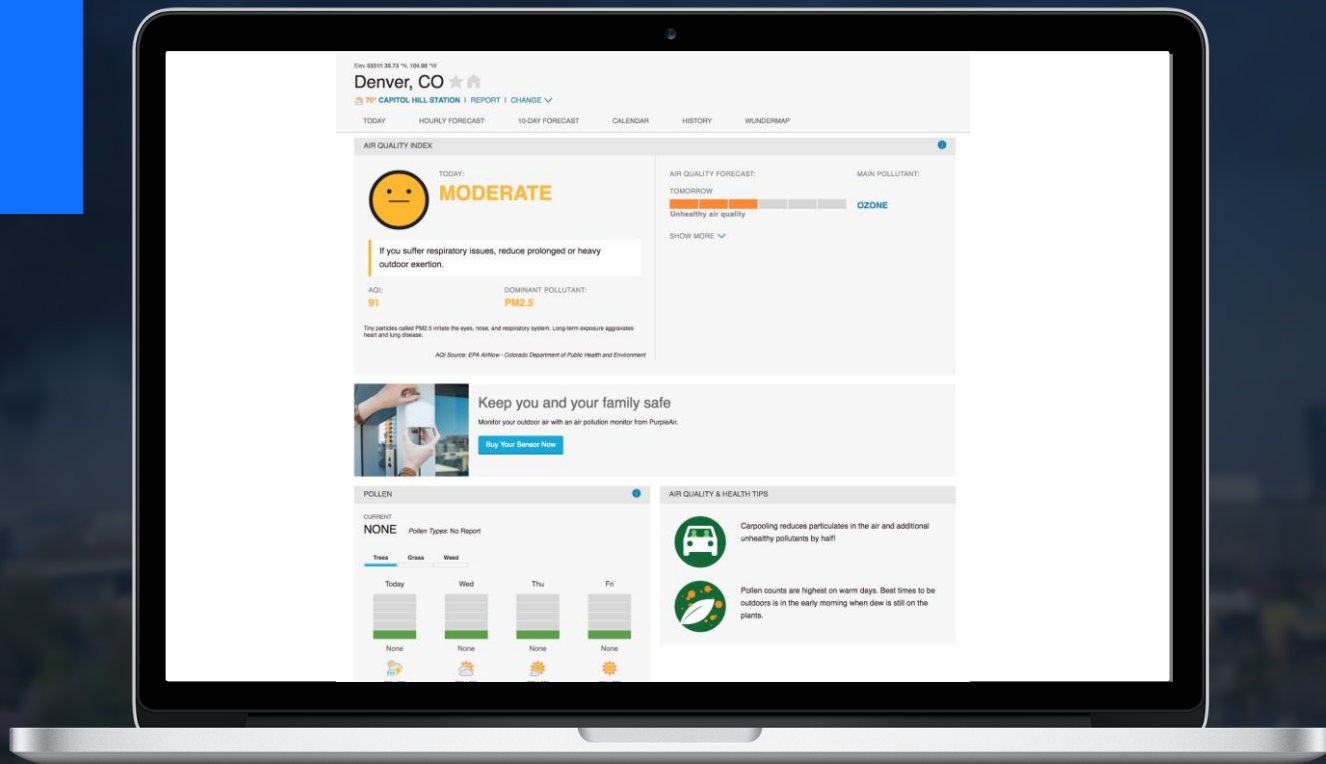 Elev 5331ft 39.73 °N, 104.98 °W
Denver, CO
70° CAPITOL HILL STATION | REPORT | CHANGE
TODAY HOURLY FORECAST 10-DAY FORECAST CALENDAR HISTORY WUNDERMAP
AIR QUALITY INDEX
TODAY:
MODERATE
If you suffer respiratory issues, reduce prolonged or heavy
outdoor exertion.
AQI:
91
DOMINANT POLLUTANT:
PM2.5
Tiny particles called PM2.5 irritate the eyes, nose, and respiratory system. Long-term exposure aggravates
heart and lung disease.
AQI Source: EPA AirNow - Colorado Department of Public Health and Environment
AIR QUALITY FORECAST:
TOMORROW
Unhealthy air quality
SHOW MORE
MAIN POLLUTANT:
OZONE
Keep you and your family safe
Monitor your outdoor air with an air pollution monitor from PurpleAir.
Buy Your Sensor Now
POLLEN
CURRENT
NONE Pollen Types: No Report
Trees Grass Weed
Today Wed Thu Fri
None None None None
AIR QUALITY & HEALTH TIPS
Carpooling reduces particulates in the air and additional
unhealthy pollutants by half!
Pollen counts are highest on warm days. Best times to be
outdoors is in the early morning when dew is still on the
plants.